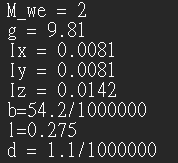 M_we = 2
g = 9.81
Ix = 0.0081
Iy = 0.0081
Iz = 0.0142
b=54.2/1000000
l=0.275
d = 1.1/1000000